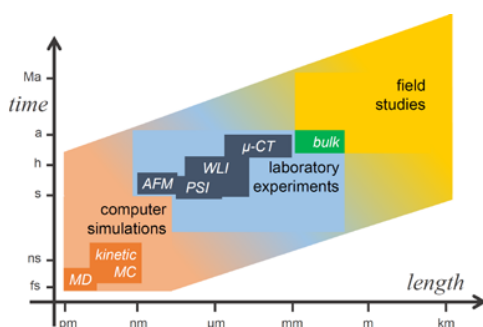 Ma
time
a
h
s
ns
fs
field
studies
μ-CT
bulk
WLI
laboratory
experiments
AFM
PSI
computer
simulations
kinetic
MC
MD
length
pm
nm
μm
mm
m
km